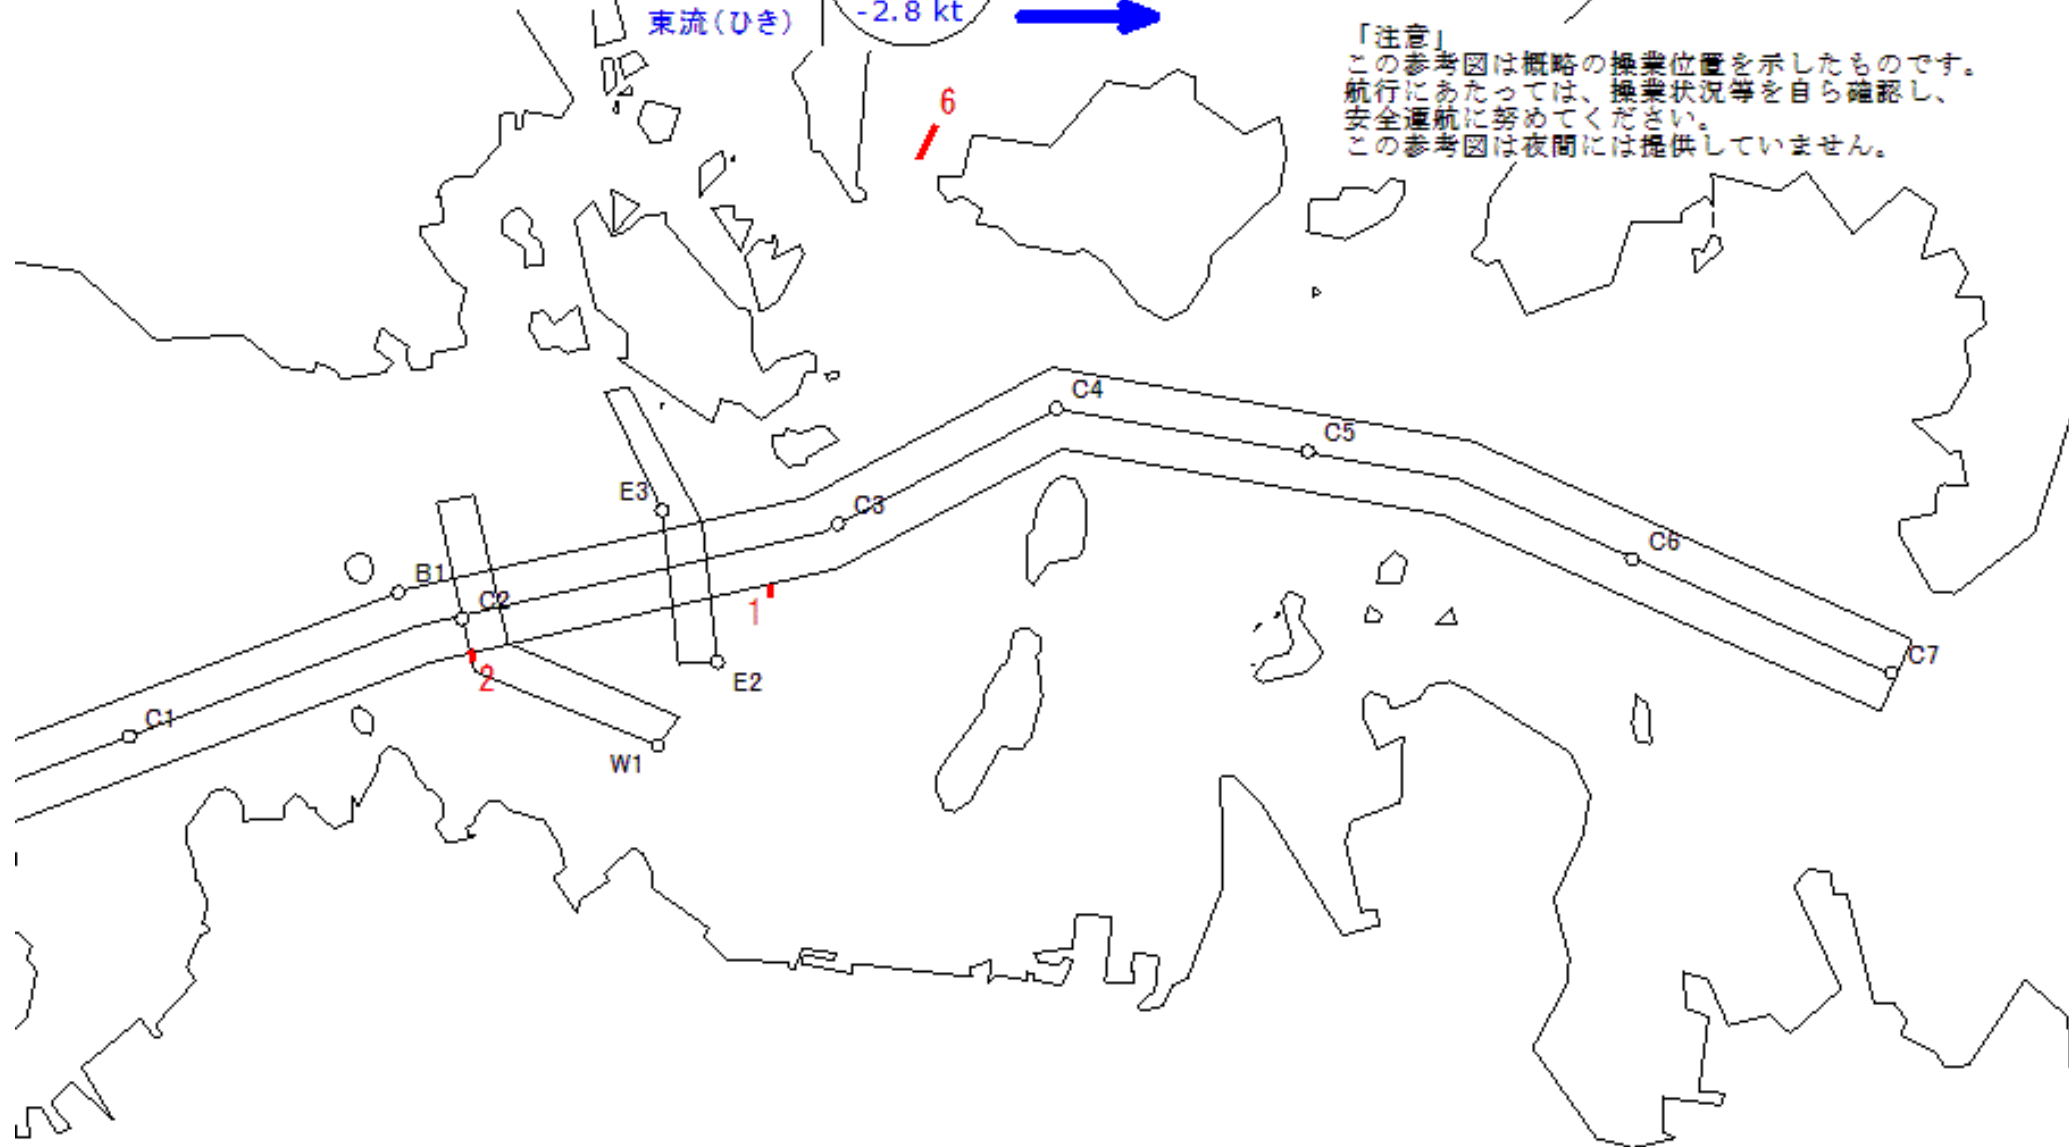 -2.8 kt
東流(ひき)
「注意」
この参考図は概略の操業位置を示したものです。
航行にあたっては、操業状況等を自ら確認し、
安全運航に努めてください。
この参考図は夜間には提供していません。
6
C4
C5
E3
C3
C6
B1
C2
1
C7
2
E2
C1
W1